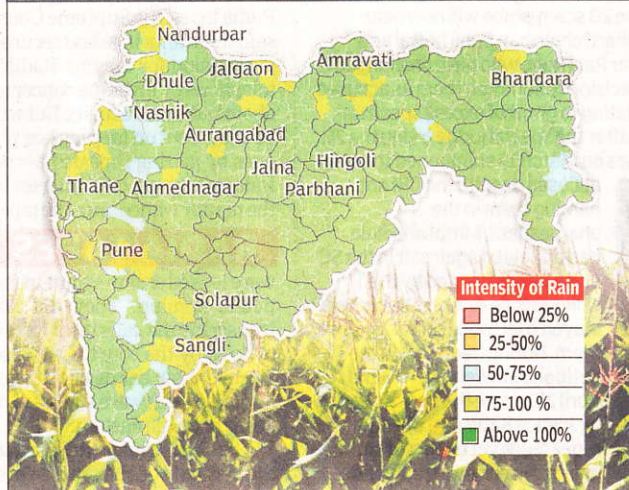 Nandurbar
Dhule
Jalgaon
Amravati
Bhandara
Nashik
Aurangabad
Jalna
Hingoli
Thane
Ahmednagar
Parbhani
Pune
Solapur
Sangli
Intensity of Rain
Below 25%
25-50%
50-75%
75-100 %
Above 100%